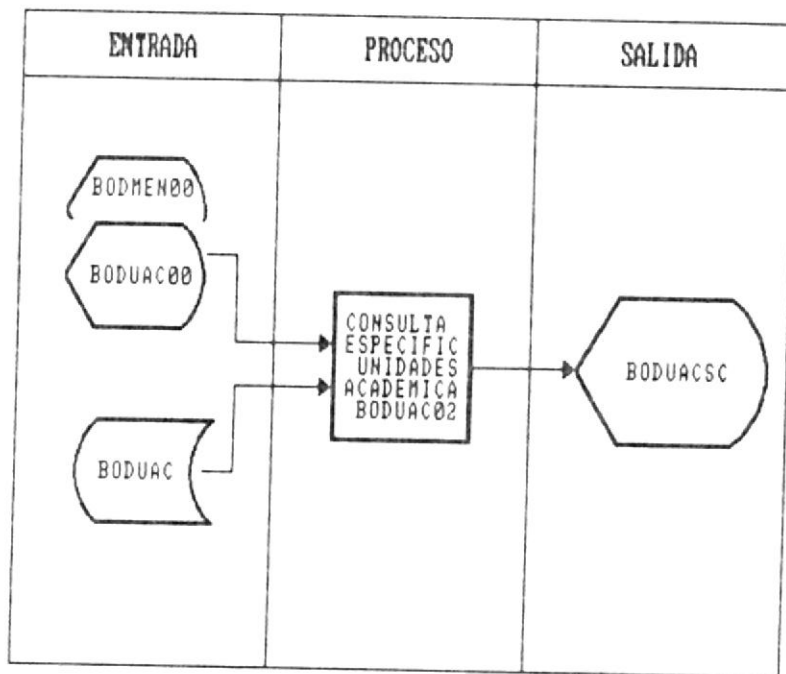 ENTRADA
PROCESO
SALIDA
BODMEN00
BODUAC00
BODUAC
CONSULTA
ESPECIFIC
UNIDADES
ACADEMICA
BODUAC02
BODUACSC